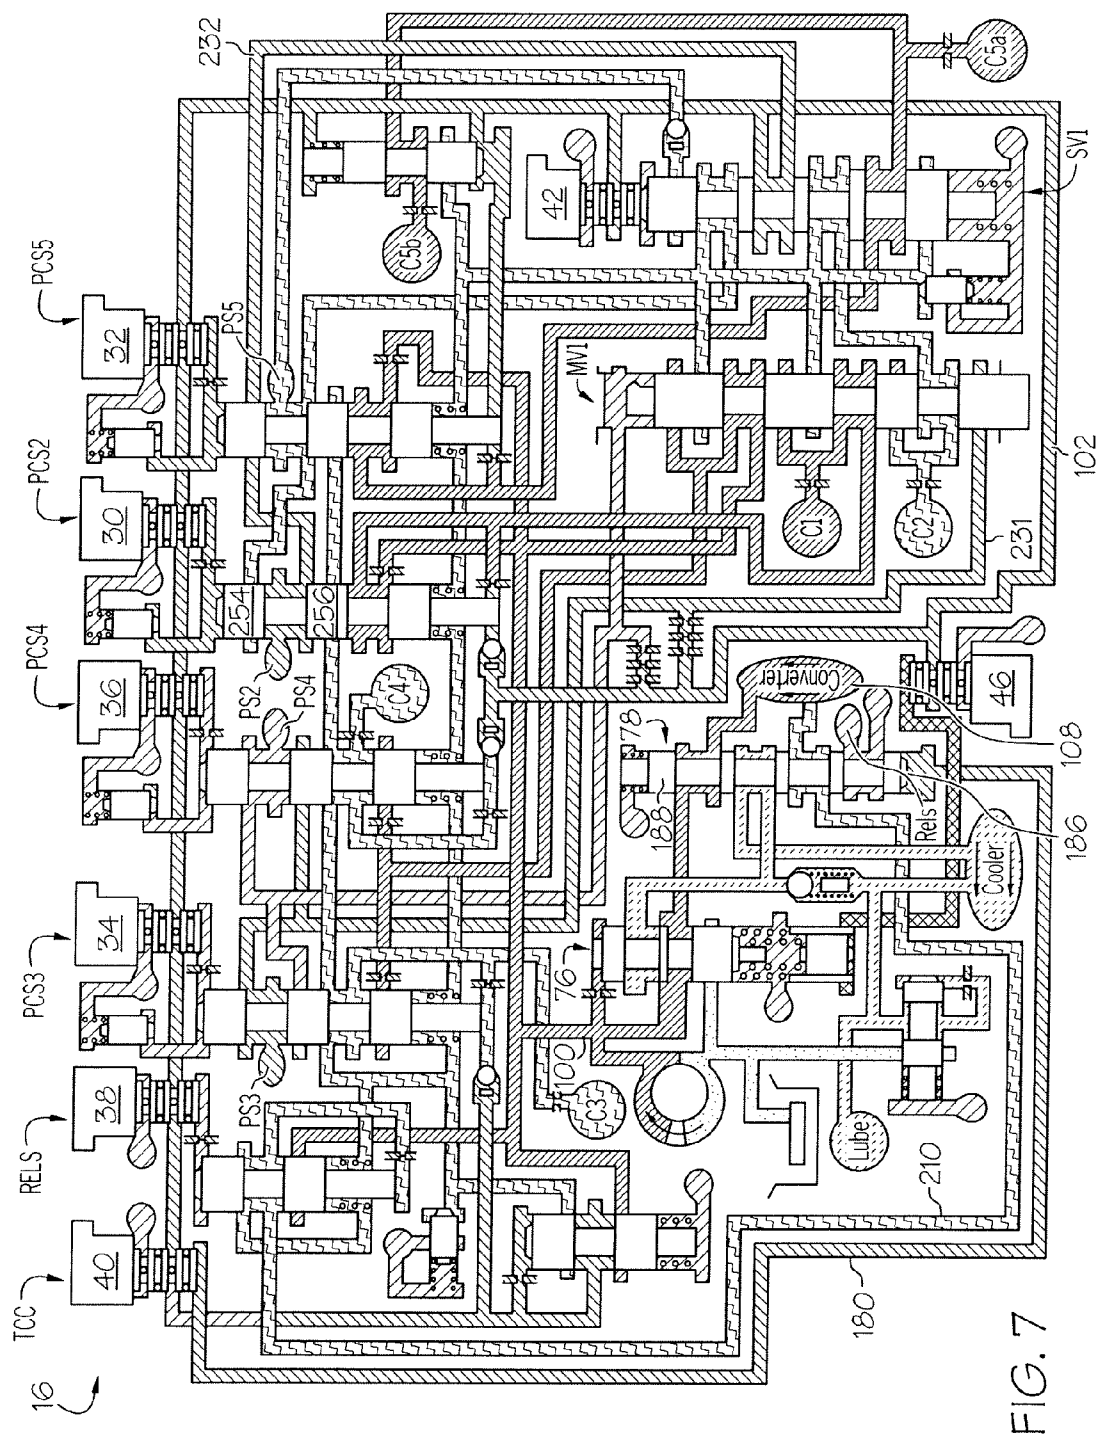 16
TCC
40
RELS
38
PCS3
34
PCS4
36
PCS2
30
PCS5
32
PS3
PS4
PS2
254
256
PS5
232
C5b
C5a
42
SV1
MV1
C1
C2
C4
C3
231
102
78
188
Converter
46
108
186
Rels
Cooler
76
100
Lube
210
180
FIG. 7